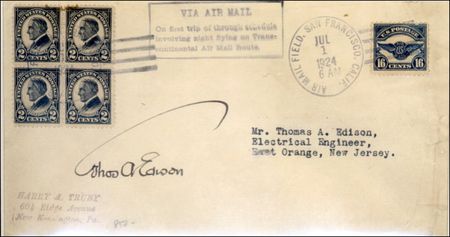 VIA AIR MAIL
On first trip of through schedule
involving night flying on Trans-
continental Air Mail Route.
AIR MAIL FIELD, SAN FRANCISCO, CALIF.
JUL
1
1924
6 AM
U.S. POSTAGE
16 CENTS 16
2 CENTS 2
2 CENTS 2
2 CENTS 2
2 CENTS 2
Mr. Thomas A. Edison,
Electrical Engineer,
East Orange, New Jersey.
Thos A Edison
HARRY A. TRUBY
Ridge Avenue
New Kensington, Pa.